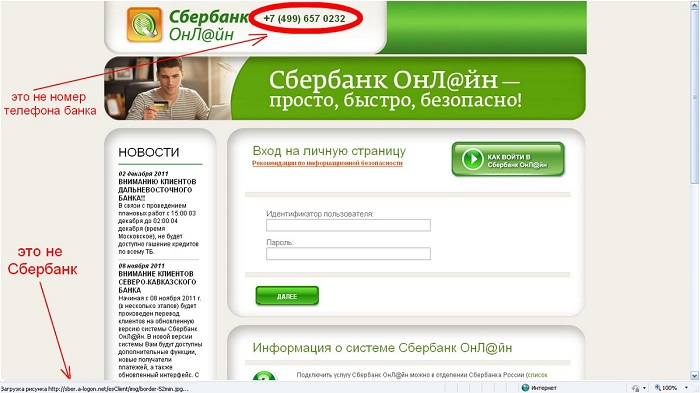 Сбербанк
ОнЛ@йн
+7 (499) 657 0232
это не номер
телефона банка
Сбербанк ОнЛ@йн —
просто, быстро, безопасно!
НОВОСТИ
02 декабря 2011
ВНИМАНИЮ КЛИЕНТОВ
ДАЛЬНЕВОСТОЧНОГО
БАНКА!!
В связи с проведением
плановых работ с 15:00 03
декабря до 02:00 04
декабря (время
Московское), не будет
доступно гашение кредитов
по всему ТБ.
08 ноября 2011
ВНИМАНИЕ КЛИЕНТОВ
СЕВЕРО-КАВКАЗСКОГО
БАНКА
Начиная с 08 ноября 2011 г.
(в несколько этапов) будет
произведен перевод
клиентов на обновленную
версию системы Сбербанк
ОнЛ@йн. В новой версии
системы Вам будут доступны
дополнительные функции,
новые получатели
платежей, а также
обновленный интерфейс. С
Вход на личную страницу
Рекомендации по информационной безопасности
КАК ВОЙТИ В
Сбербанк ОнЛ@йн
Идентификатор пользователя:
Пароль:
ДАЛЕЕ
это не
Сбербанк
Информация о системе Сбербанк ОнЛ@йн
Подключить услугу Сбербанк ОнЛ@йн можно в отделении Сбербанка России (список
Загрузка рисунка http://sber.a-logon.net/esClient/img/border-52min.jpg...
Интернет
100%